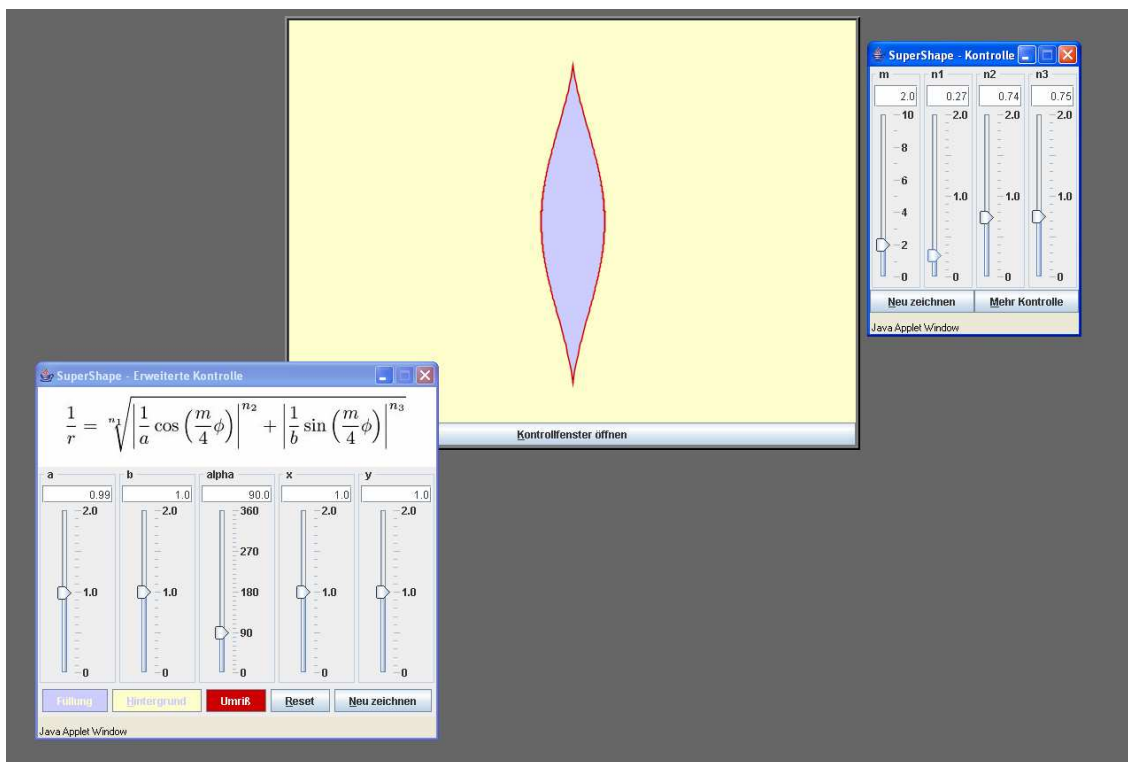 SuperShape - Kontrolle
m n1 n2 n3
2.0 0.27 0.74 0.75
10 2.0 2.0 2.0
8
6
1.0 1.0 1.0
4
2
0 0 0 0
Neu zeichnen Mehr Kontrolle
Java Applet Window
Kontrollfenster öffnen
SuperShape - Erweiterte Kontrolle
1/r = n₁√(|1/a cos (m/4 ϕ)|^n₂ + |1/b sin (m/4 ϕ)|^n₃)
a b alpha x y
0.99 1.0 90.0 1.0 1.0
2.0 2.0 360 2.0 2.0
270
1.0 1.0 180 1.0 1.0
90
0 0 0 0 0
Füllung Hintergrund Umriß Reset Neu zeichnen
Java Applet Window